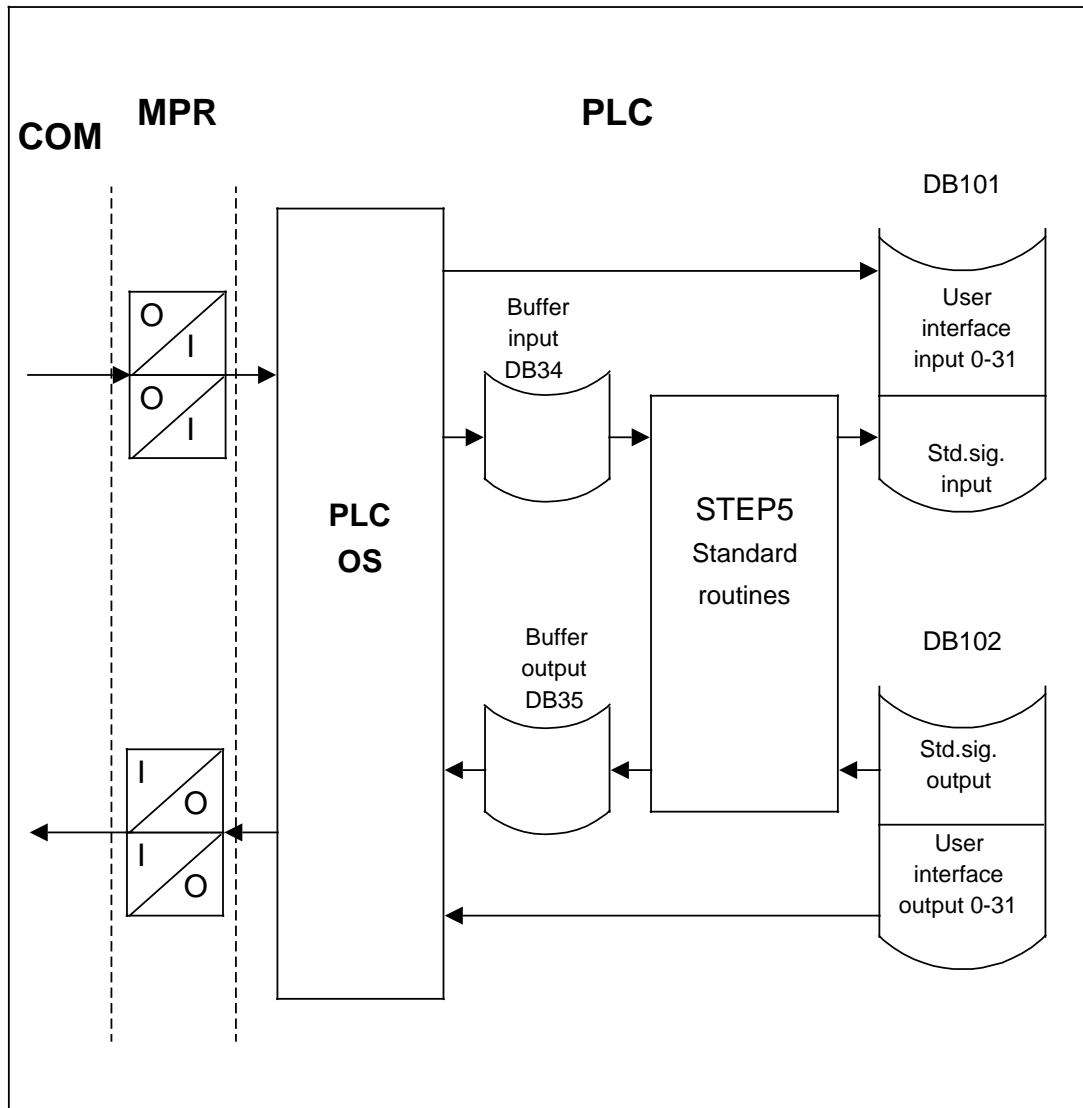 COM
MPR
PLC
DB101
O
I
O
I
Buffer
input
DB34
User
interface
input 0-31
Std.sig.
input
PLC
OS
STEP5
Standard
routines
Buffer
output
DB35
DB102
I
O
I
O
Std.sig.
output
User
interface
output 0-31